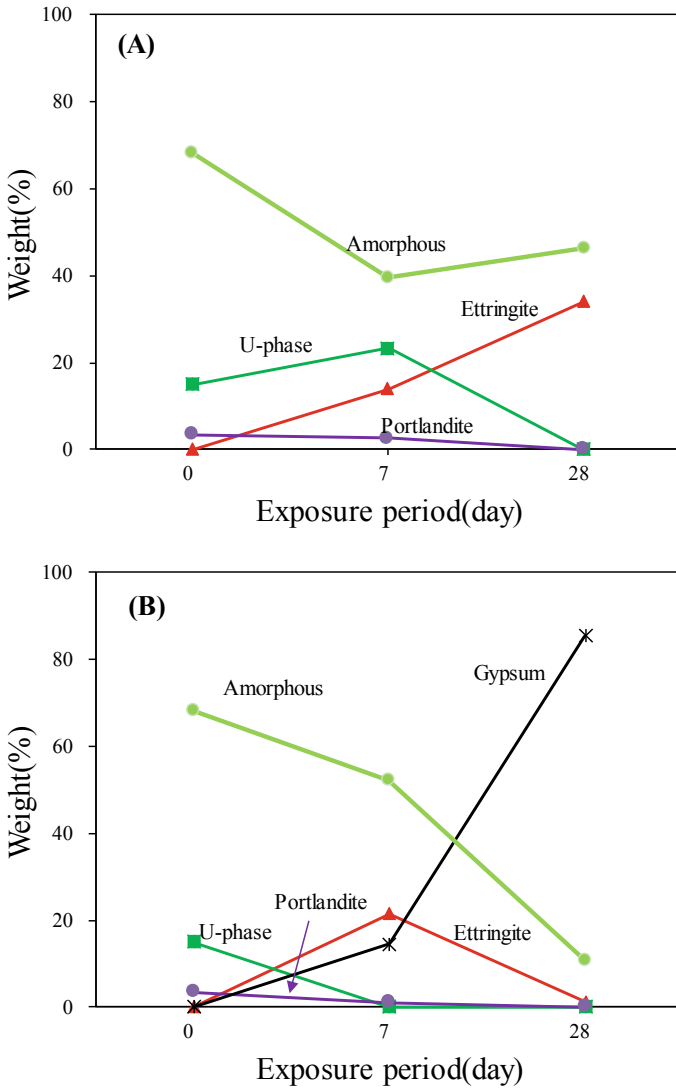 100
(A)
80
60
Amorphous
Weight(%)
40
Ettringite
U-phase
20
Portlandite
0
0
7
28
Exposure period(day)
100
(B)
80
Gypsum
Amorphous
60
Weight(%)
40
Portlandite
20
U-phase
Ettringite
0
0
7
28
Exposure period(day)